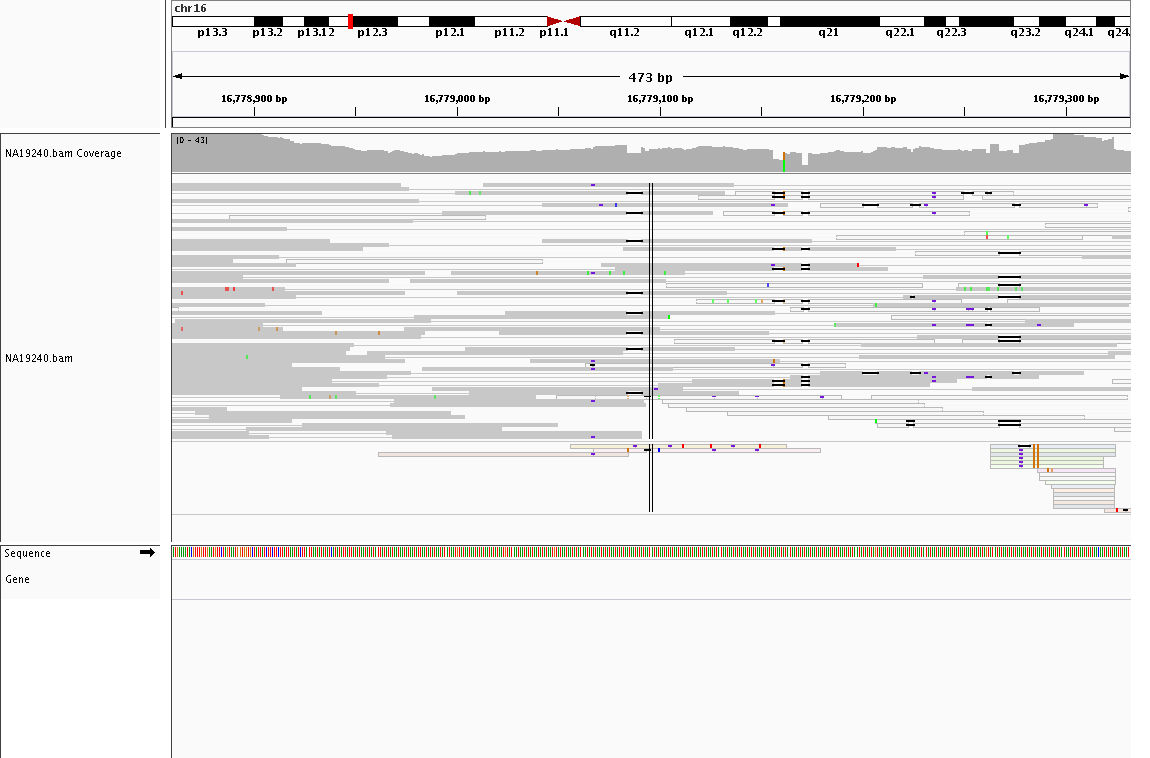 chr16
p13.3 p13.2 p13.12 p12.3 p12.1 p11.2 p11.1 q11.2 q12.1 q12.2 q21 q22.1 q22.3 q23.2 q24.1 q24.
473 bp
16,778,900 bp 16,779,000 bp 16,779,100 bp 16,779,200 bp 16,779,300 bp
NA19240.bam Coverage
[0 - 43]
NA19240.bam
Sequence
Gene